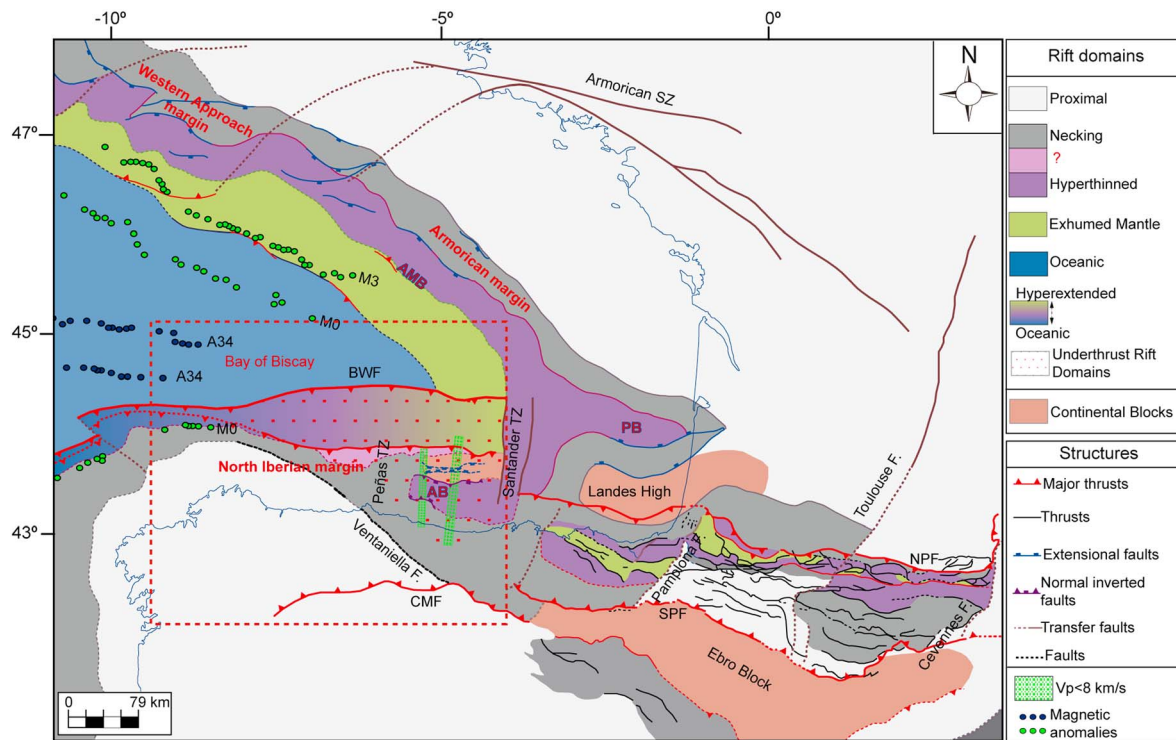 -10º
-5º
0º
47º
45º
43º
N
Western Approach
margin
Armorican SZ
Armorican
margin
AMB
M3
M0
A34
A34
Bay of Biscay
BWF
M0
North Iberian margin
Peñas TZ
Santander TZ
AB
PB
Landes High
Toulouse F.
Ventaniella F.
CMF
Pamplona F.
NPF
SPF
Cevennes F.
Ebro Block
0
79 km
Rift domains
Proximal
Necking
?
Hyperthinned
Exhumed Mantle
Oceanic
Hyperextended
Oceanic
Underthrust Rift
Domains
Continental Blocks
Structures
Major thrusts
Thrusts
Extensional faults
Normal inverted
faults
Transfer faults
Faults
Vp<8 km/s
Magnetic
anomalies